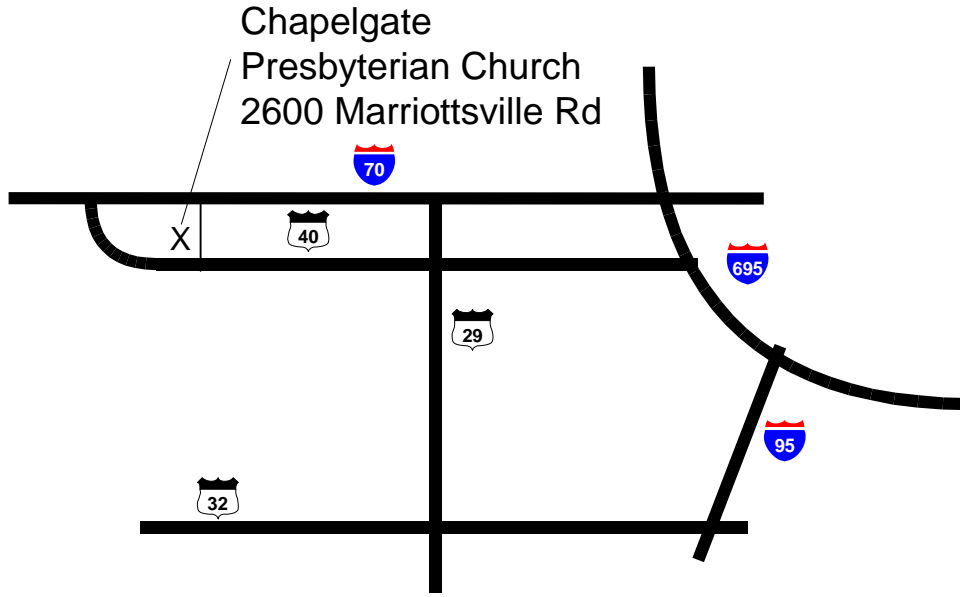 Chapelgate
Presbyterian Church
2600 Marriottsville Rd
70
X
40
695
29
95
32